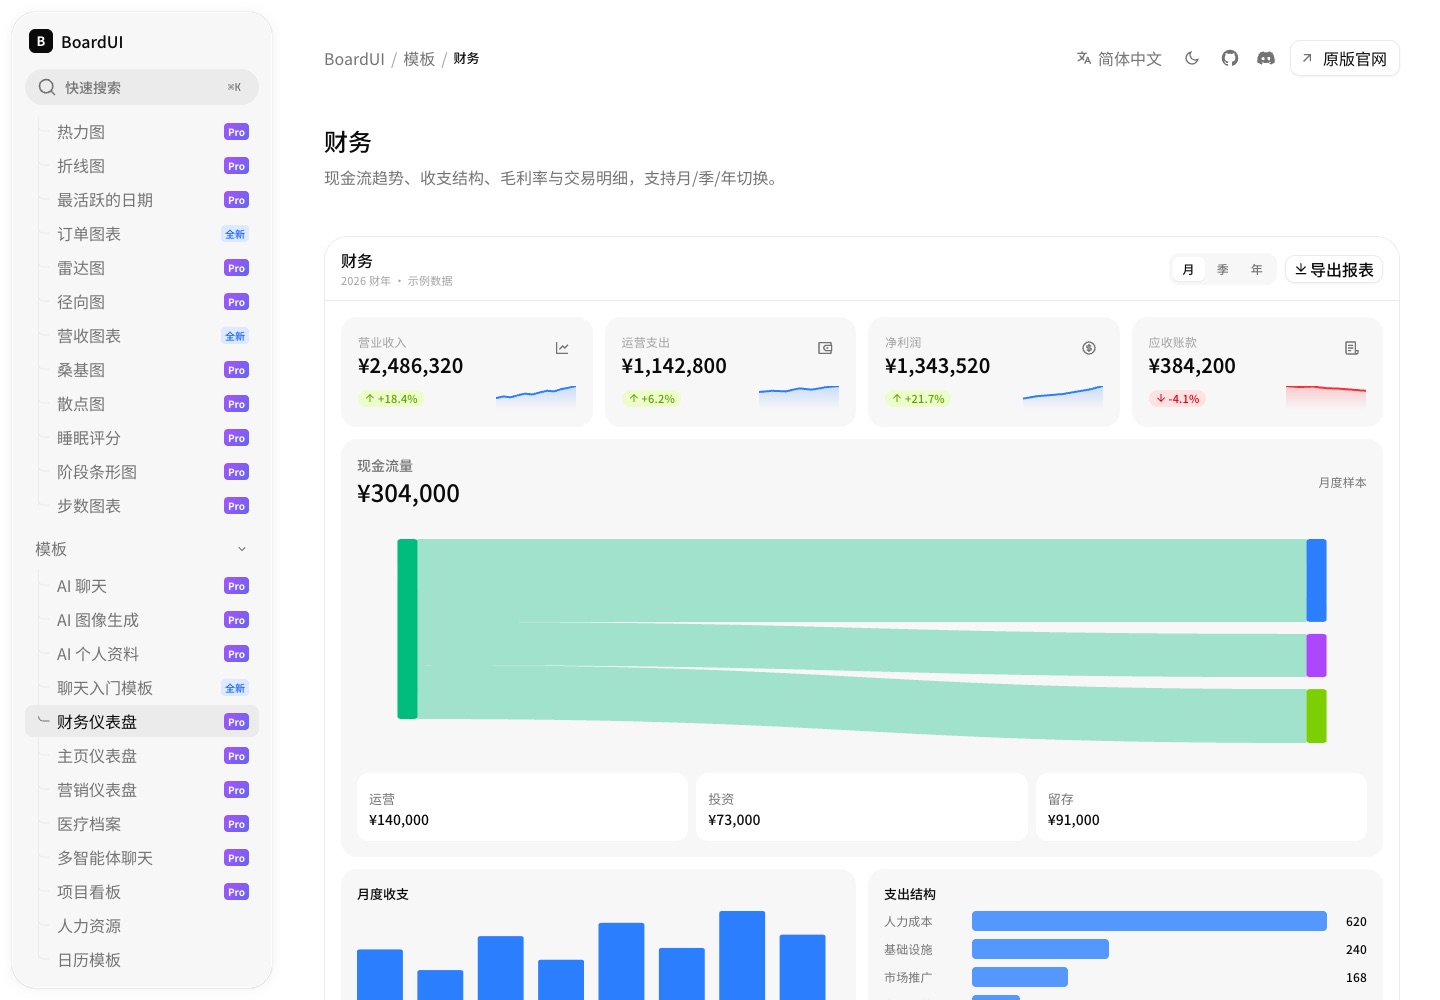 B BoardUI
快速搜索 ⌘K
热力图 Pro
折线图 Pro
最活跃的日期 Pro
订单图表 全新
雷达图 Pro
径向图 Pro
营收图表 全新
桑基图 Pro
散点图 Pro
睡眠评分 Pro
阶段条形图 Pro
步数图表 Pro
模板
AI 聊天 Pro
AI 图像生成 Pro
AI 个人资料 Pro
聊天入门模板 全新
财务仪表盘 Pro
主页仪表盘 Pro
营销仪表盘 Pro
医疗档案 Pro
多智能体聊天 Pro
项目看板 Pro
人力资源
日历模板
BoardUI / 模板 / 财务
简体中文
原版官网
财务
现金流趋势、收支结构、毛利率与交易明细，支持月/季/年切换。
财务
2026 财年 · 示例数据
月 季 年
导出报表
营业收入
¥2,486,320
+18.4%
运营支出
¥1,142,800
+6.2%
净利润
¥1,343,520
+21.7%
应收账款
¥384,200
-4.1%
现金流量
¥304,000
月度样本
运营
¥140,000
投资
¥73,000
留存
¥91,000
月度收支
支出结构
人力成本 620
基础设施 240
市场推广 168